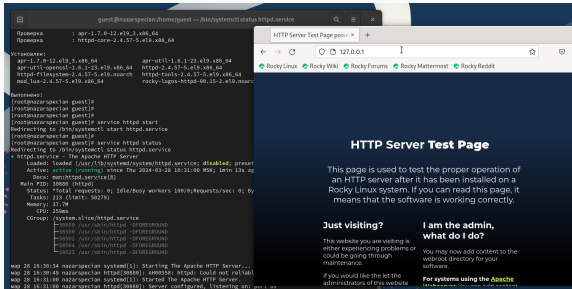 guest@nazarspecian:/home/guest — /bin/systemctl status httpd.service
Проверка : apr-1.7.0-12.el9_3.x86_64
Проверка : httpd-core-2.4.57-5.el9.x86_64
Установлен:
apr-1.7.0-12.el9_3.x86_64 apr-util-1.6.1-23.el9.x86_64
apr-util-openssl-1.6.1-23.el9.x86_64 httpd-2.4.57-5.el9.x86_64
httpd-filesystem-2.4.57-5.el9.noarch httpd-tools-2.4.57-5.el9.x86_64
mod_lua-2.4.57-5.el9.x86_64 rocky-logos-httpd-90.15-2.el9.noarch
Выполнено!
[root@nazarspecian guest]#
[root@nazarspecian guest]#
[root@nazarspecian guest]#
[root@nazarspecian guest]# service httpd start
Redirecting to /bin/systemctl start httpd.service
[root@nazarspecian guest]# service httpd status
Redirecting to /bin/systemctl status httpd.service
● httpd.service - The Apache HTTP Server
Loaded: loaded (/usr/lib/systemd/system/httpd.service; disabled; preset
Active: active (running) since Thu 2024-03-28 16:31:00 MSK; 1min 13s ag
Docs: man:httpd.service(8)
Main PID: 30880 (httpd)
Status: "Total requests: 0; Idle/Busy workers 100/0;Requests/sec: 0; By
Tasks: 213 (limit: 50279)
Memory: 37.7M
CPU: 259ms
CGroup: /system.slice/httpd.service
/usr/sbin/httpd -DFOREGROUND
/usr/sbin/httpd -DFOREGROUND
/usr/sbin/httpd -DFOREGROUND
/usr/sbin/httpd -DFOREGROUND
/usr/sbin/httpd -DFOREGROUND
мар 28 16:30:34 nazarspecian systemd[1]: Starting The Apache HTTP Server...
мар 28 16:30:49 nazarspecian httpd[30880]: AH00558: httpd: Could not reliabl
мар 28 16:31:00 nazarspecian systemd[1]: Started The Apache HTTP Server.
мар 28 16:31:00 nazarspecian httpd[30880]: Server configured, listening on: port 80
HTTP Server Test Page powe
127.0.0.1
Rocky Linux Rocky Wiki Rocky Forums Rocky Mattermost Rocky Reddit
HTTP Server Test Page
This page is used to test the proper operation of
an HTTP server after it has been installed on a
Rocky Linux system. If you can read this page, it
means that the software is working correctly.
Just visiting?
This website you are visiting is
either experiencing problems or
could be going through
maintenance.
If you would like the let the
administrators of this website
I am the admin,
what do I do?
You may now add content to the
webroot directory for your
software.
For systems using the Apache
Webserver: You can add content